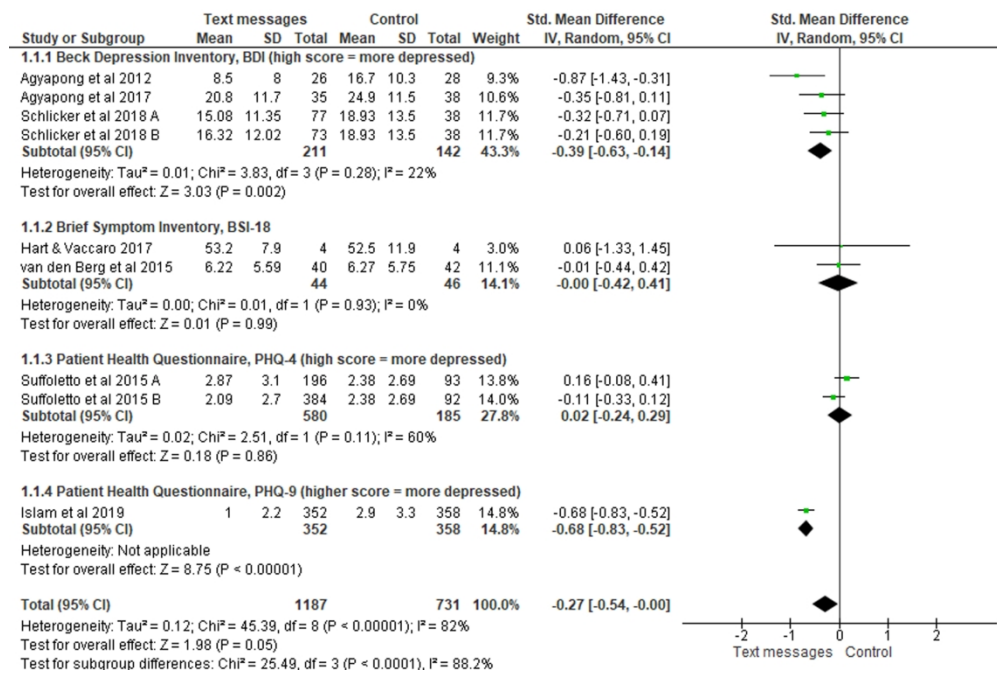 Text messages Control Std. Mean Difference Std. Mean Difference
Study or Subgroup Mean SD Total Mean SD Total Weight IV, Random, 95% CI IV, Random, 95% CI
1.1.1 Beck Depression Inventory, BDI (high score = more depressed)
Agyapong et al 2012 8.5 8 26 16.7 10.3 28 9.3% -0.87 [-1.43, -0.31]
Agyapong et al 2017 20.8 11.7 35 24.9 11.5 38 10.6% -0.35 [-0.81, 0.11]
Schlicker et al 2018 A 15.08 11.35 77 18.93 13.5 38 11.7% -0.32 [-0.71, 0.07]
Schlicker et al 2018 B 16.32 12.02 73 18.93 13.5 38 11.7% -0.21 [-0.60, 0.19]
Subtotal (95% CI) 211 142 43.3% -0.39 [-0.63, -0.14]
Heterogeneity: Tau² = 0.01; Chi² = 3.83, df = 3 (P = 0.28); I² = 22%
Test for overall effect: Z = 3.03 (P = 0.002)
1.1.2 Brief Symptom Inventory, BSI-18
Hart & Vaccaro 2017 53.2 7.9 4 52.5 11.9 4 3.0% 0.06 [-1.33, 1.45]
van den Berg et al 2015 6.22 5.59 40 6.27 5.75 42 11.1% -0.01 [-0.44, 0.42]
Subtotal (95% CI) 44 46 14.1% -0.00 [-0.42, 0.41]
Heterogeneity: Tau² = 0.00; Chi² = 0.01, df = 1 (P = 0.93); I² = 0%
Test for overall effect: Z = 0.01 (P = 0.99)
1.1.3 Patient Health Questionnaire, PHQ-4 (high score = more depressed)
Suffoletto et al 2015 A 2.87 3.1 196 2.38 2.69 93 13.8% 0.16 [-0.08, 0.41]
Suffoletto et al 2015 B 2.09 2.7 384 2.38 2.69 92 14.0% -0.11 [-0.33, 0.12]
Subtotal (95% CI) 580 185 27.8% 0.02 [-0.24, 0.29]
Heterogeneity: Tau² = 0.02; Chi² = 2.51, df = 1 (P = 0.11); I² = 60%
Test for overall effect: Z = 0.18 (P = 0.86)
1.1.4 Patient Health Questionnaire, PHQ-9 (higher score = more depressed)
Islam et al 2019 1 2.2 352 2.9 3.3 358 14.8% -0.68 [-0.83, -0.52]
Subtotal (95% CI) 352 358 14.8% -0.68 [-0.83, -0.52]
Heterogeneity: Not applicable
Test for overall effect: Z = 8.75 (P < 0.00001)
Total (95% CI) 1187 731 100.0% -0.27 [-0.54, -0.00]
Heterogeneity: Tau² = 0.12; Chi² = 45.39, df = 8 (P < 0.00001); I² = 82%
Test for overall effect: Z = 1.98 (P = 0.05)
Test for subgroup differences: Chi² = 25.49, df = 3 (P < 0.0001), I² = 88.2%
-2 -1 0 1 2
Text messages Control